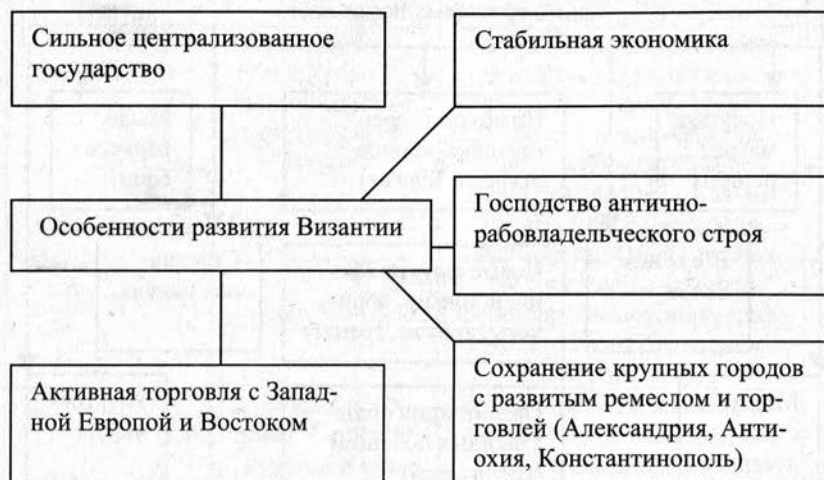 Сильное централизованное
государство
Стабильная экономика
Особенности развития Византии
Господство антично-
рабовладельческого строя
Активная торговля с Запад-
ной Европой и Востоком
Сохранение крупных городов
с развитым ремеслом и тор-
говлей (Александрия, Анти-
охия, Константинополь)